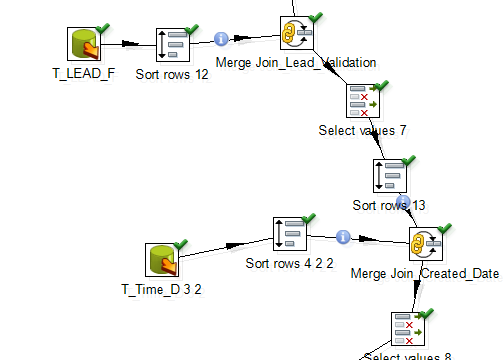 Merge Join_Lead_Validation
T_LEAD_F
Sort rows 12
Select values 7
Sort rows 13
Sort rows 4 2 2
Merge Join_Created_Date
T_Time_D 3 2
Select values 8